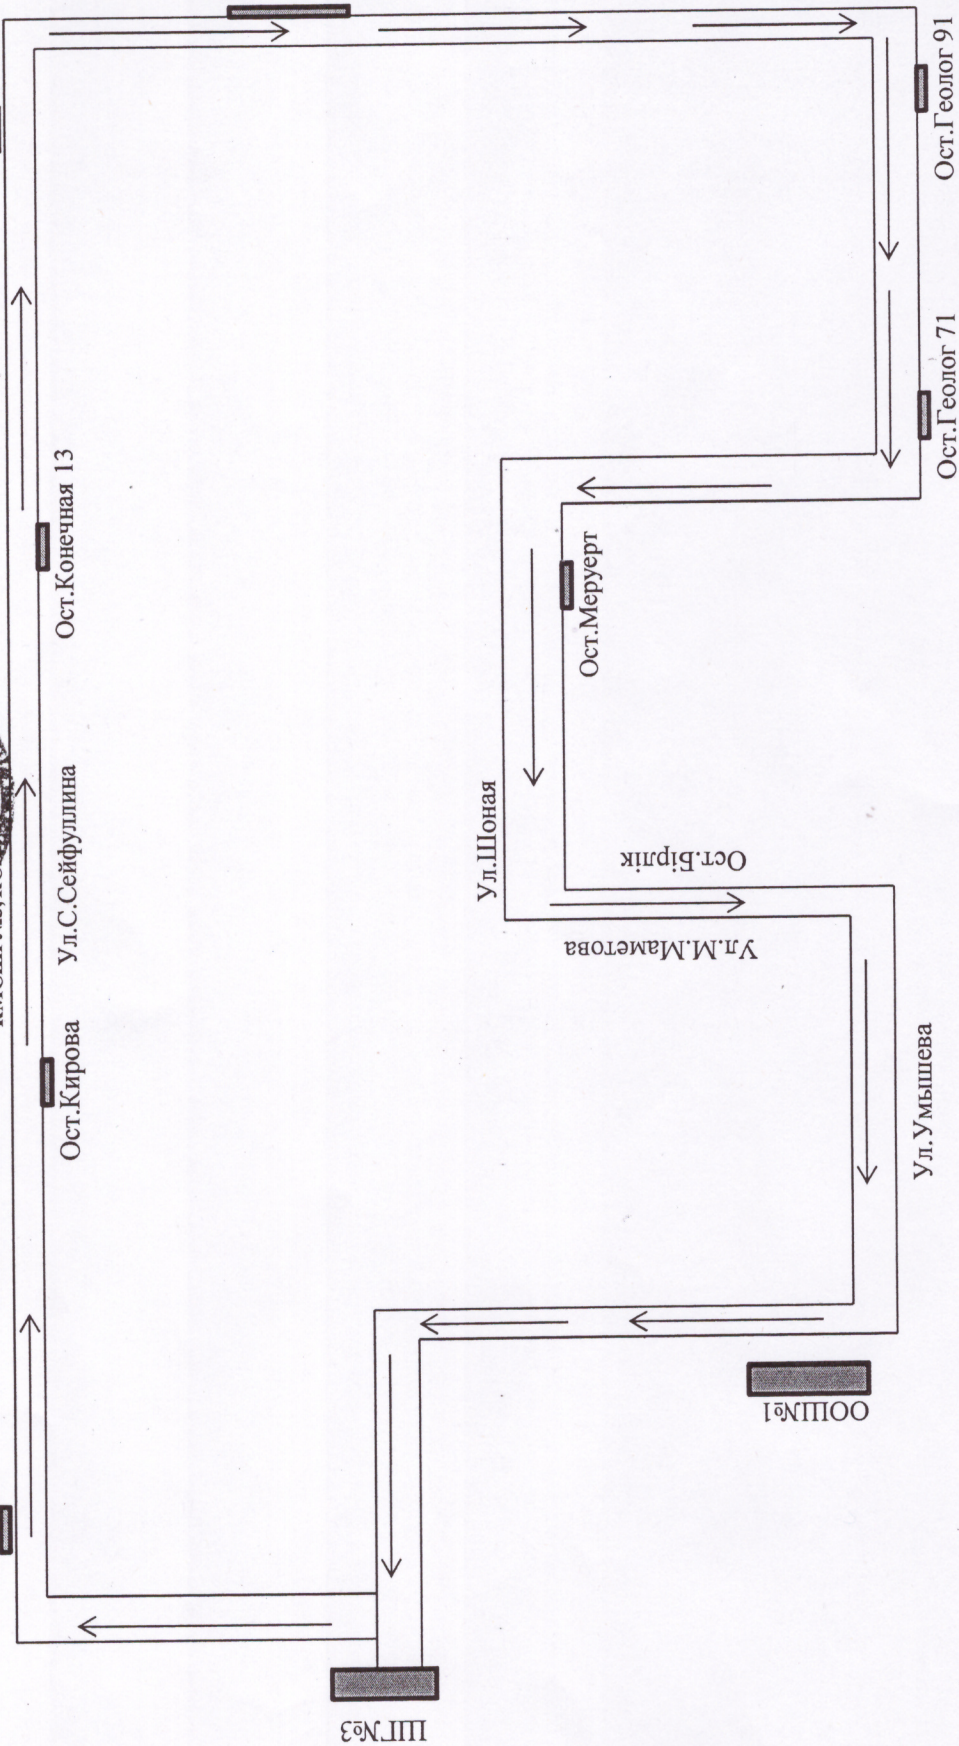 Ост.Кирова
Ул.С.Сейфуллина
Ост.Конечная 13
Ул.Шоная
Ост.Меруерт
Ост.Бірлік
Ул.М.Маметова
Ул.Умышева
ООШ№1
ШГ№3
Ост.Геолог 71
Ост.Геолог 91